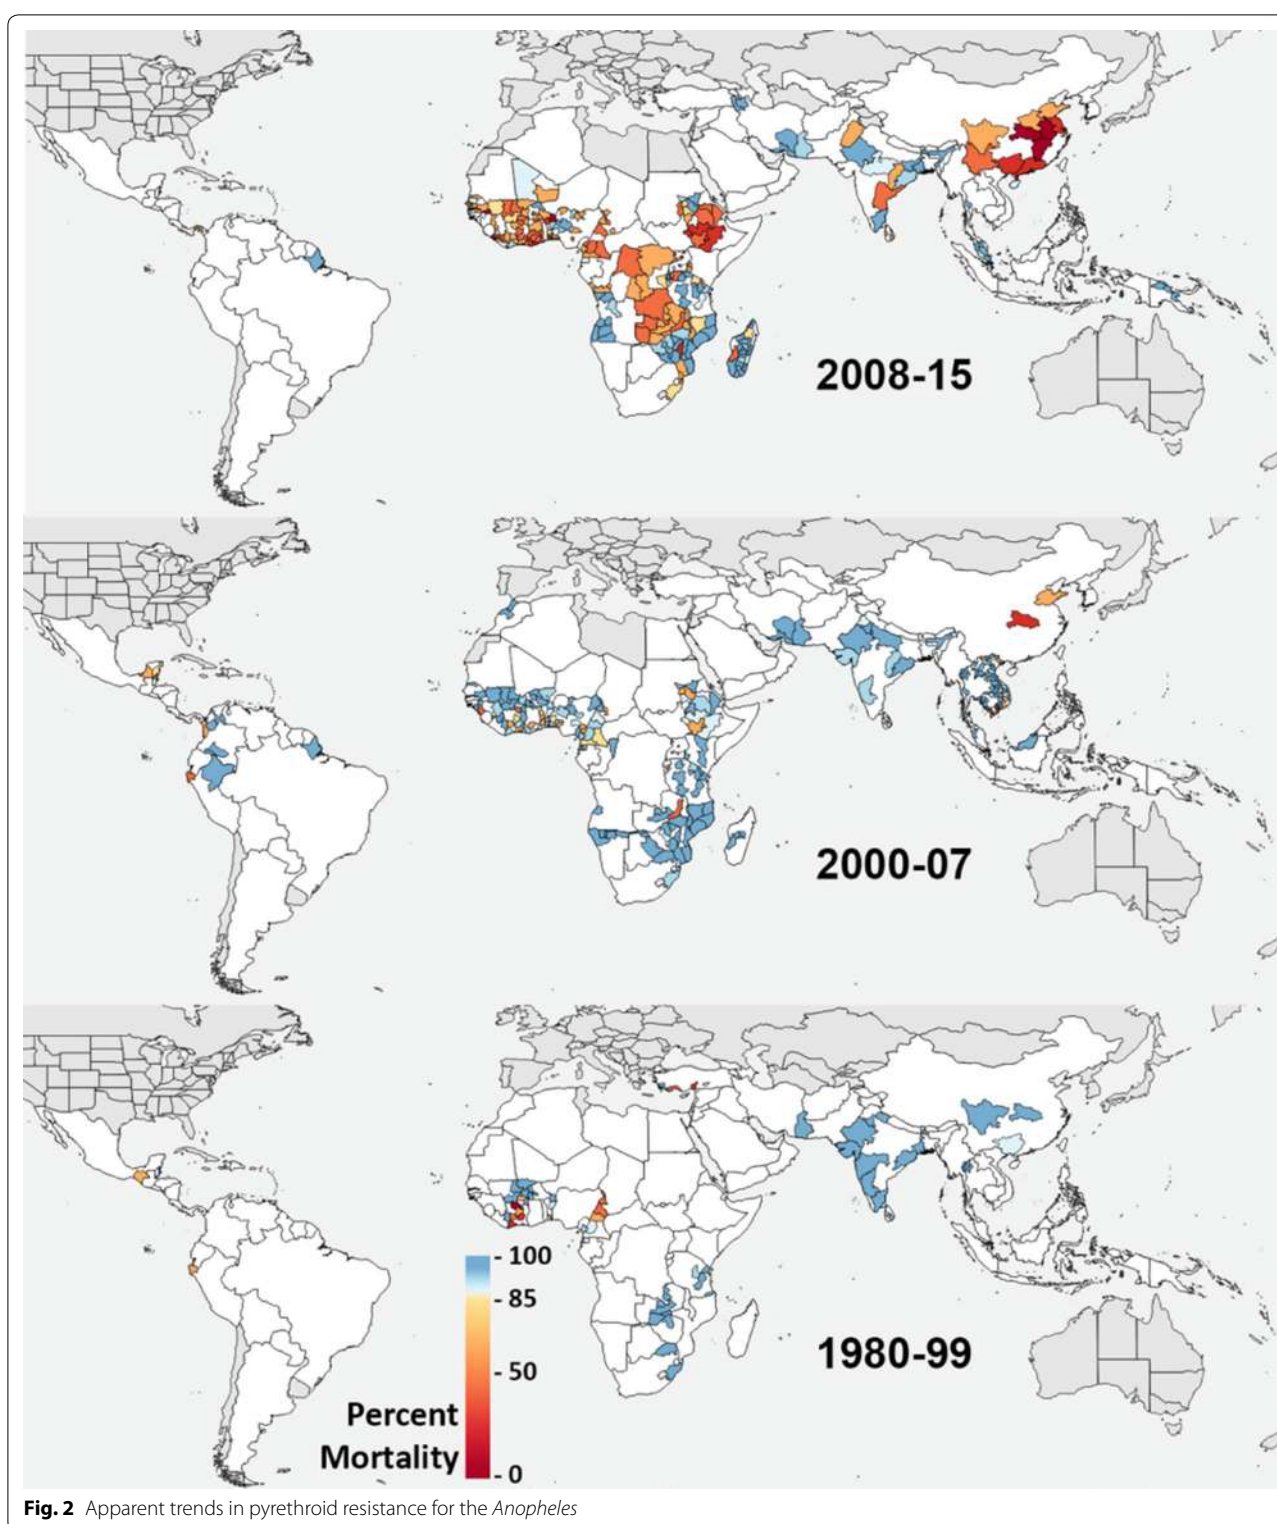 2008-15
2000-07
1980-99
- 100
- 85
- 50
- 0
Percent
Mortality
Fig. 2 Apparent trends in pyrethroid resistance for the Anopheles